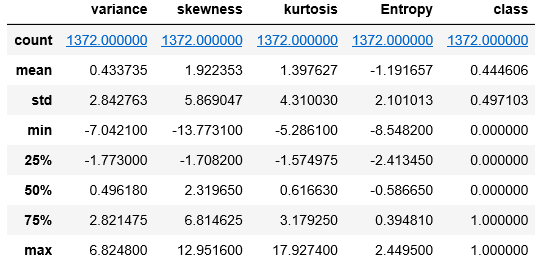 variance skewness kurtosis Entropy class
count 1372.000000 1372.000000 1372.000000 1372.000000 1372.000000
mean 0.433735 1.922353 1.397627 -1.191657 0.444606
std 2.842763 5.869047 4.310030 2.101013 0.497103
min -7.042100 -13.773100 -5.286100 -8.548200 0.000000
25% -1.773000 -1.708200 -1.574975 -2.413450 0.000000
50% 0.496180 2.319650 0.616630 -0.586650 0.000000
75% 2.821475 6.814625 3.179250 0.394810 1.000000
max 6.824800 12.951600 17.927400 2.449500 1.000000